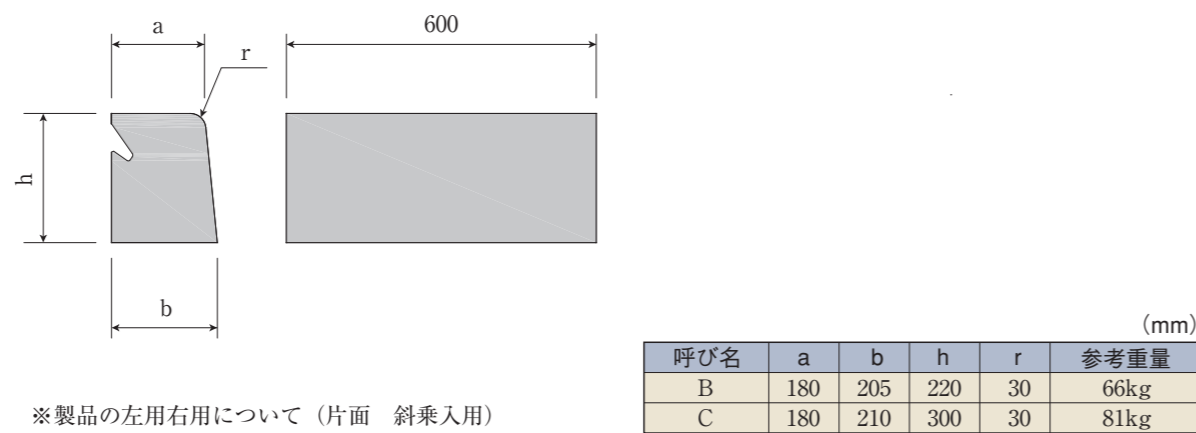 a
600
r
h
b
(mm)
呼び名 a b h r 参考重量
B 180 205 220 30 66kg
C 180 210 300 30 81kg
※製品の左用右用について（片面　斜乗入用）